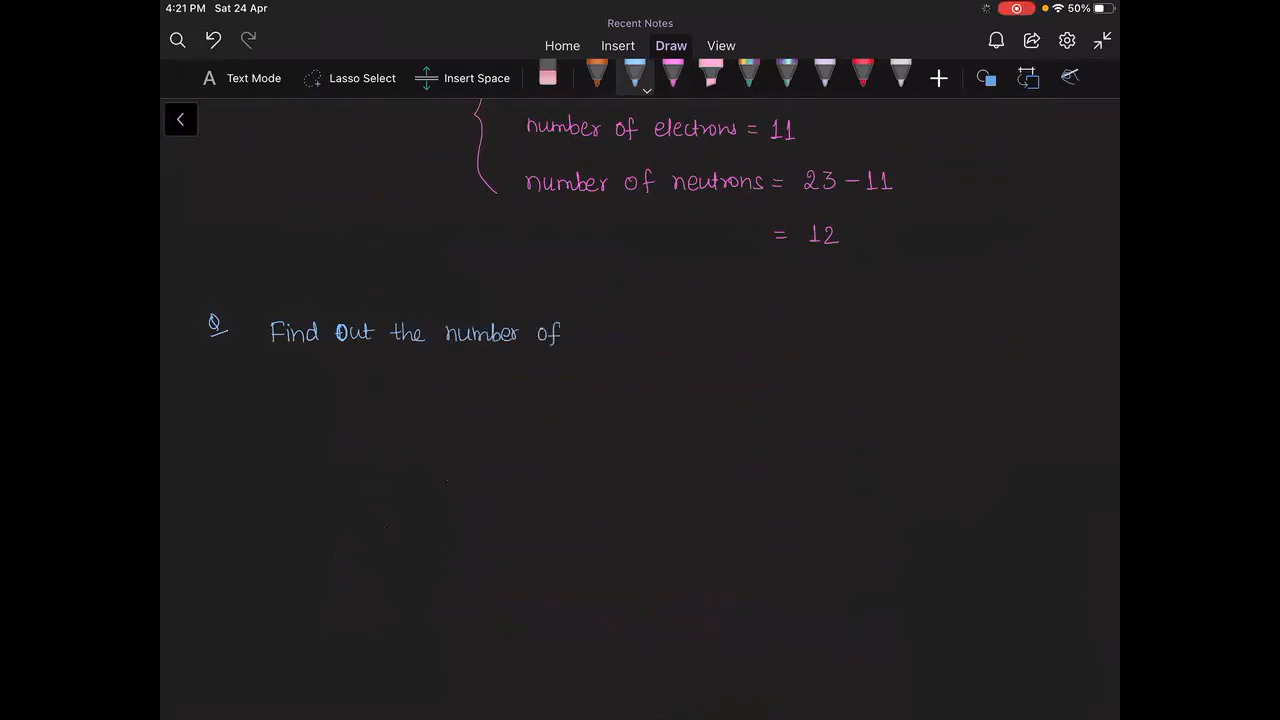 4:21 PM Sat 24 Apr
50%
Recent Notes
Home Insert Draw View
Text Mode Lasso Select Insert Space
number of electrons = 11
number of neutrons = 23 - 11
= 12
Q Find out the number of